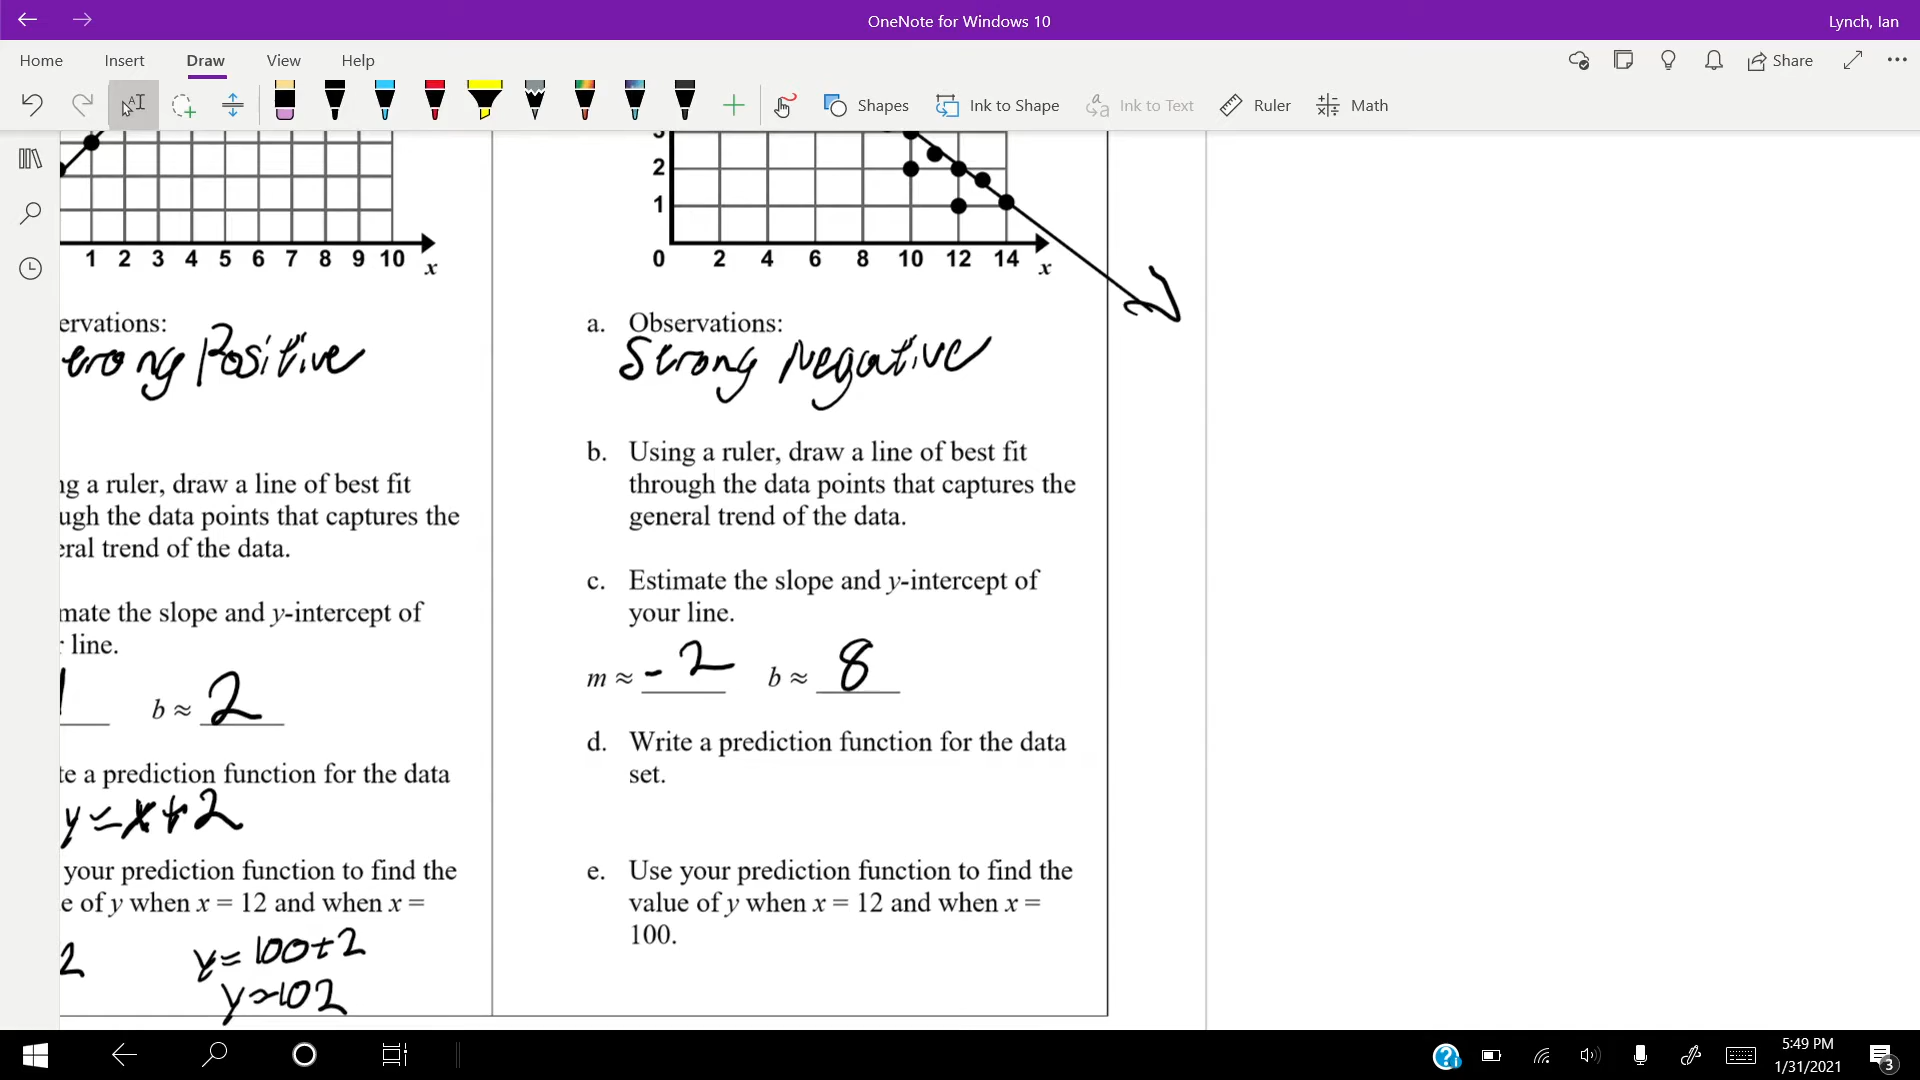 OneNote for Windows 10
Lynch, Ian
Home Insert Draw View Help
Share
Shapes Ink to Shape Ink to Text Ruler Math
1 2 3 4 5 6 7 8 9 10 x
ervations:
Positive
ng a ruler, draw a line of best fit
ugh the data points that captures the
eral trend of the data.
mate the slope and y-intercept of
line.
b ≈ 2
te a prediction function for the data
y=x+2
your prediction function to find the
e of y when x = 12 and when x =
2
y=100+2
y=102
3
2
1
0 2 4 6 8 10 12 14 x
a. Observations:
Strong Negative
b. Using a ruler, draw a line of best fit
through the data points that captures the
general trend of the data.
c. Estimate the slope and y-intercept of
your line.
m ≈ -2 b ≈ 8
d. Write a prediction function for the data
set.
e. Use your prediction function to find the
value of y when x = 12 and when x =
100.
5:49 PM
1/31/2021
3